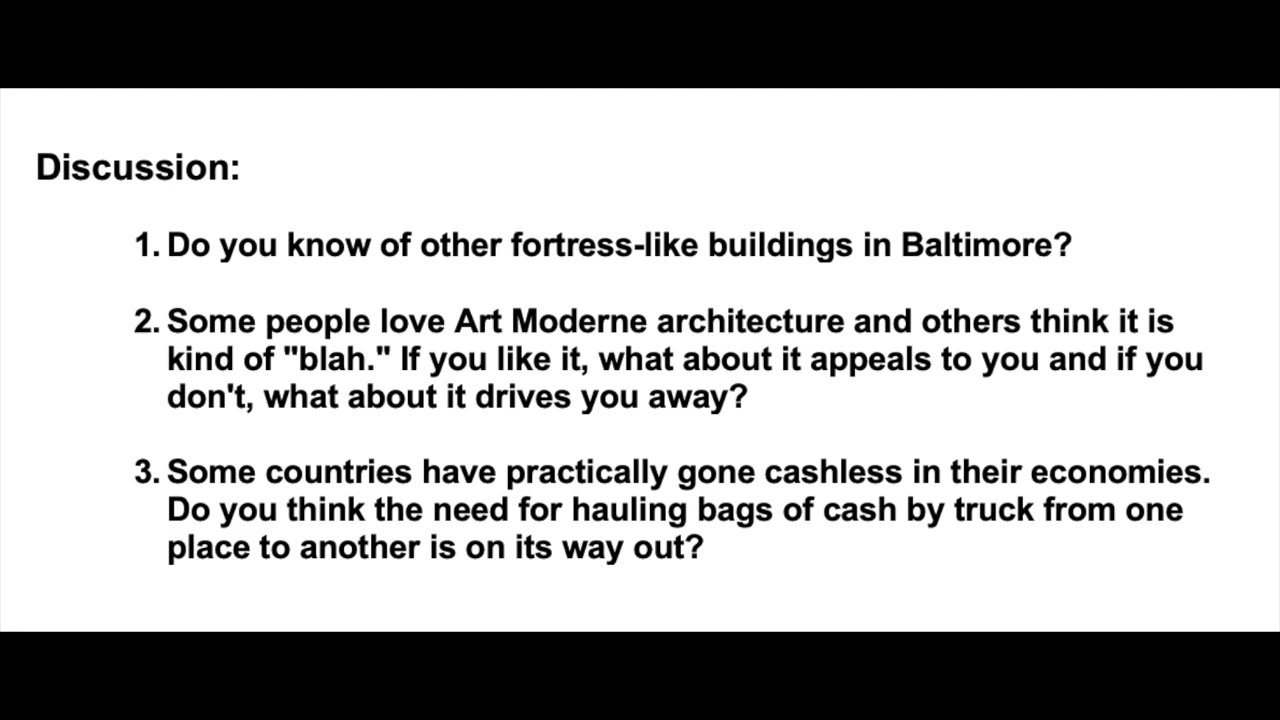 Discussion:
1. Do you know of other fortress-like buildings in Baltimore?
2. Some people love Art Moderne architecture and others think it is
kind of "blah." If you like it, what about it appeals to you and if you
don't, what about it drives you away?
3. Some countries have practically gone cashless in their economies.
Do you think the need for hauling bags of cash by truck from one
place to another is on its way out?